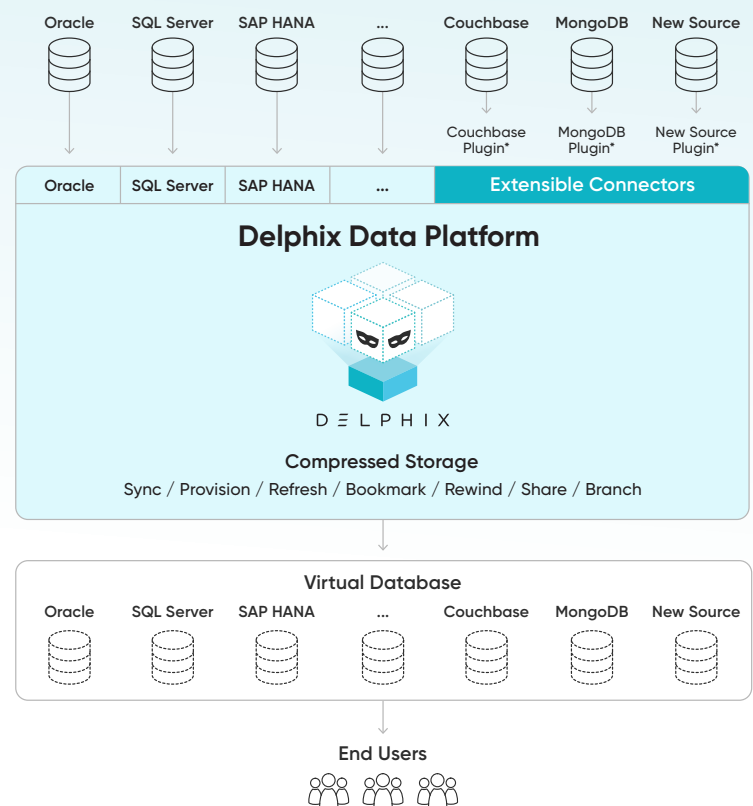 Oracle SQL Server SAP HANA ... Couchbase MongoDB New Source
Couchbase Plugin* MongoDB Plugin* New Source Plugin*
Oracle SQL Server SAP HANA ... Extensible Connectors
Delphix Data Platform
DELPHIX
Compressed Storage
Sync / Provision / Refresh / Bookmark / Rewind / Share / Branch
Virtual Database
Oracle SQL Server SAP HANA ... Couchbase MongoDB New Source
End Users